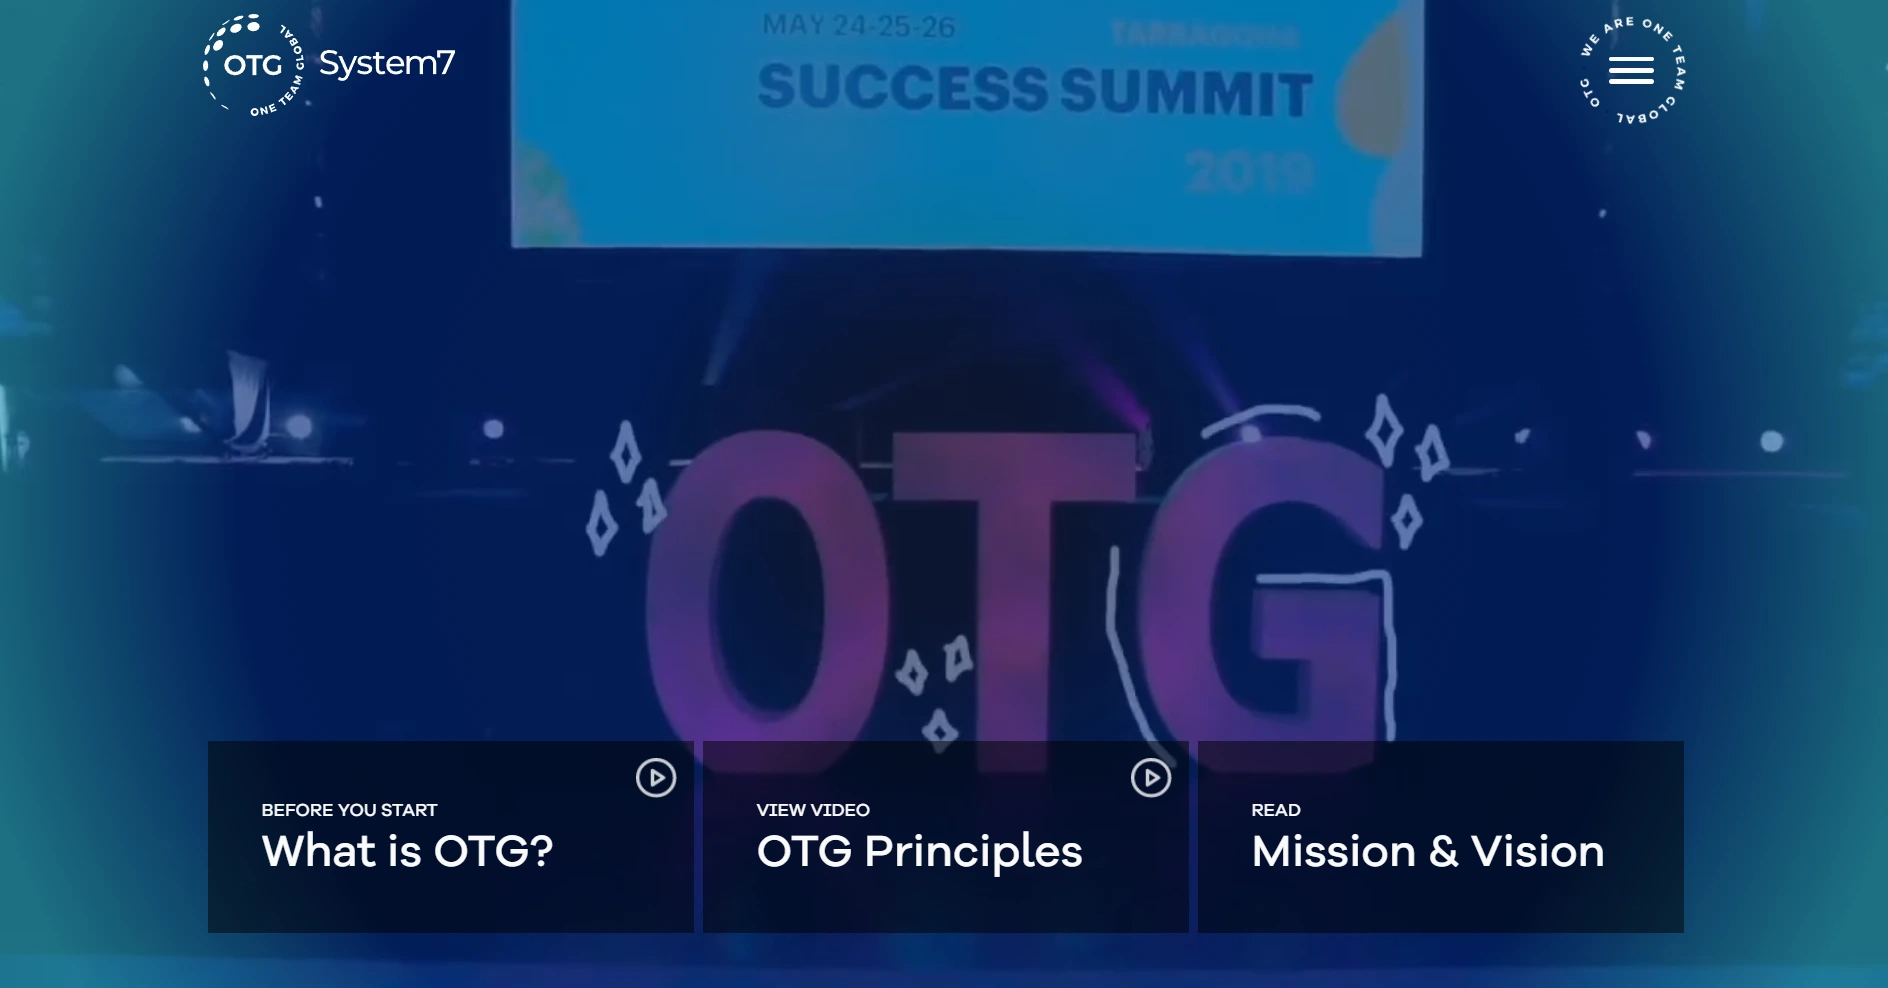 OTG
ONE TEAM GLOBAL
System7
MAY 24-25-26
TARRAGONA
SUCCESS SUMMIT
2019
WE ARE ONE TEAM GLOBAL
OTG
OTG
BEFORE YOU START
What is OTG?
VIEW VIDEO
OTG Principles
READ
Mission & Vision